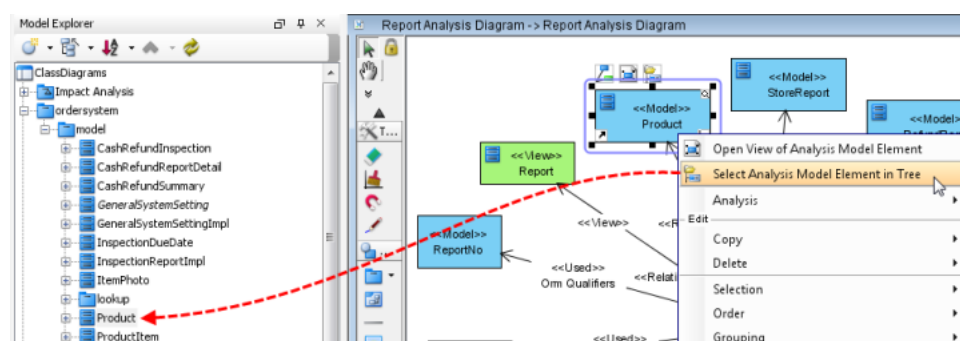 Model Explorer
ClassDiagrams
Impact Analysis
ordersystem
model
CashRefundInspection
CashRefundReportDetail
CashRefundSummary
GeneralSystemSetting
GeneralSystemSettingImpl
InspectionDueDate
InspectionReportImpl
ItemPhoto
lookup
Product
ProductItem
Report Analysis Diagram -> Report Analysis Diagram
T...
<<Model>>
StoreReport
<<Model>>
Product
<<Model>
<<View>>
Report
<<Model>>
ReportNo
<<View>>
<<R
<<Used>>
Orm Qualifiers
<<Relati
<<Used>>
Open View of Analysis Model Element
Select Analysis Model Element in Tree
Analysis
Edit
Copy
Delete
Selection
Order
Grouping